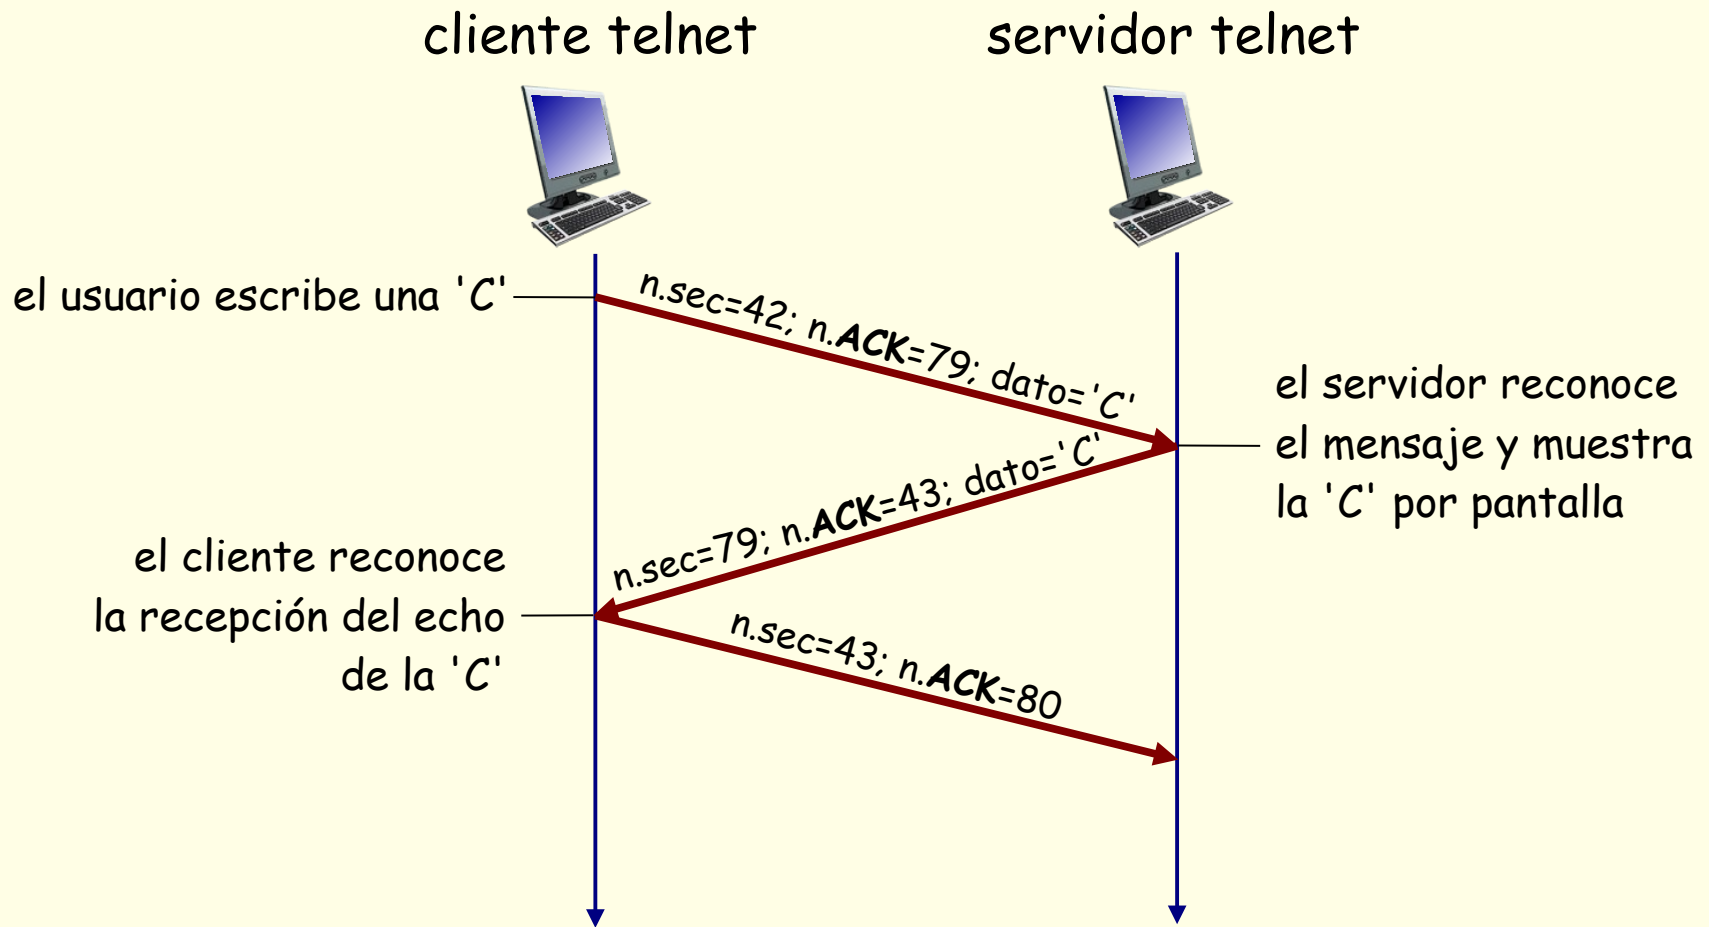 cliente telnet
servidor telnet
el usuario escribe una 'C'
n.sec=42; n.ACK=79; dato='C'
el servidor reconoce
el mensaje y muestra
la 'C' por pantalla
n.sec=79; n.ACK=43; dato='C'
el cliente reconoce
la recepción del echo
de la 'C'
n.sec=43; n.ACK=80